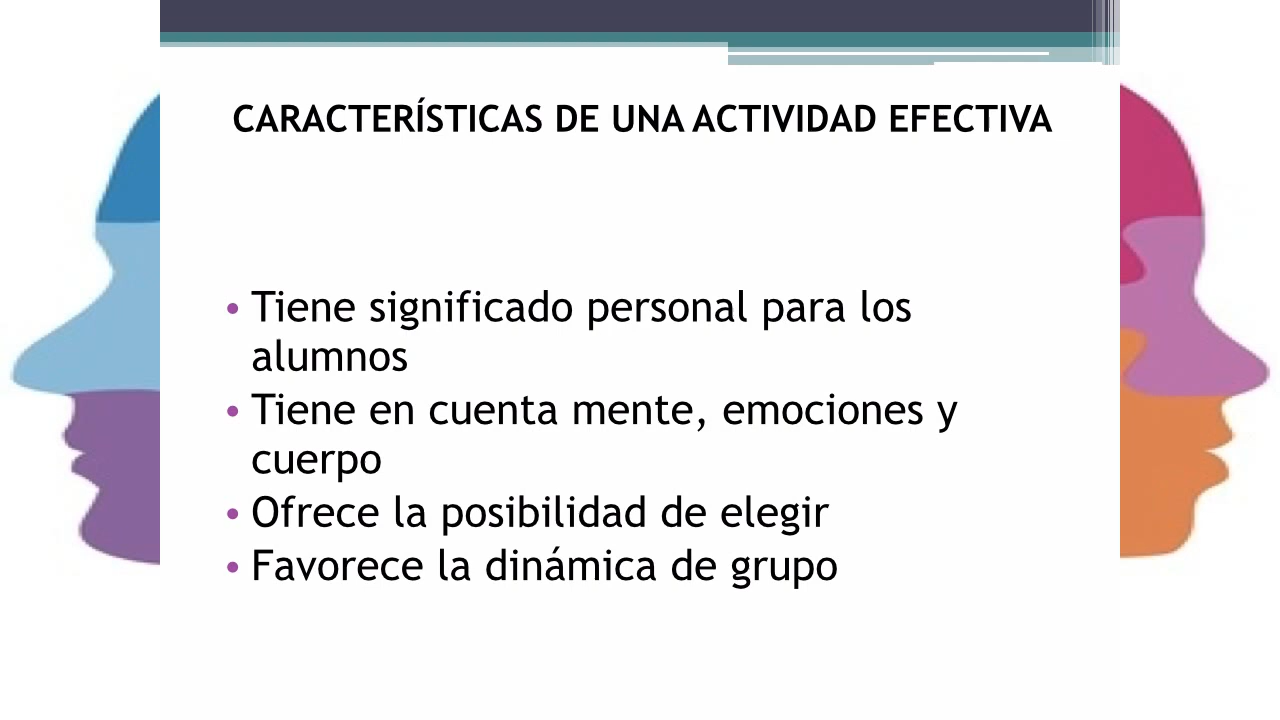 CARACTERÍSTICAS DE UNA ACTIVIDAD EFECTIVA
• Tiene significado personal para los
alumnos
• Tiene en cuenta mente, emociones y
cuerpo
• Ofrece la posibilidad de elegir
• Favorece la dinámica de grupo